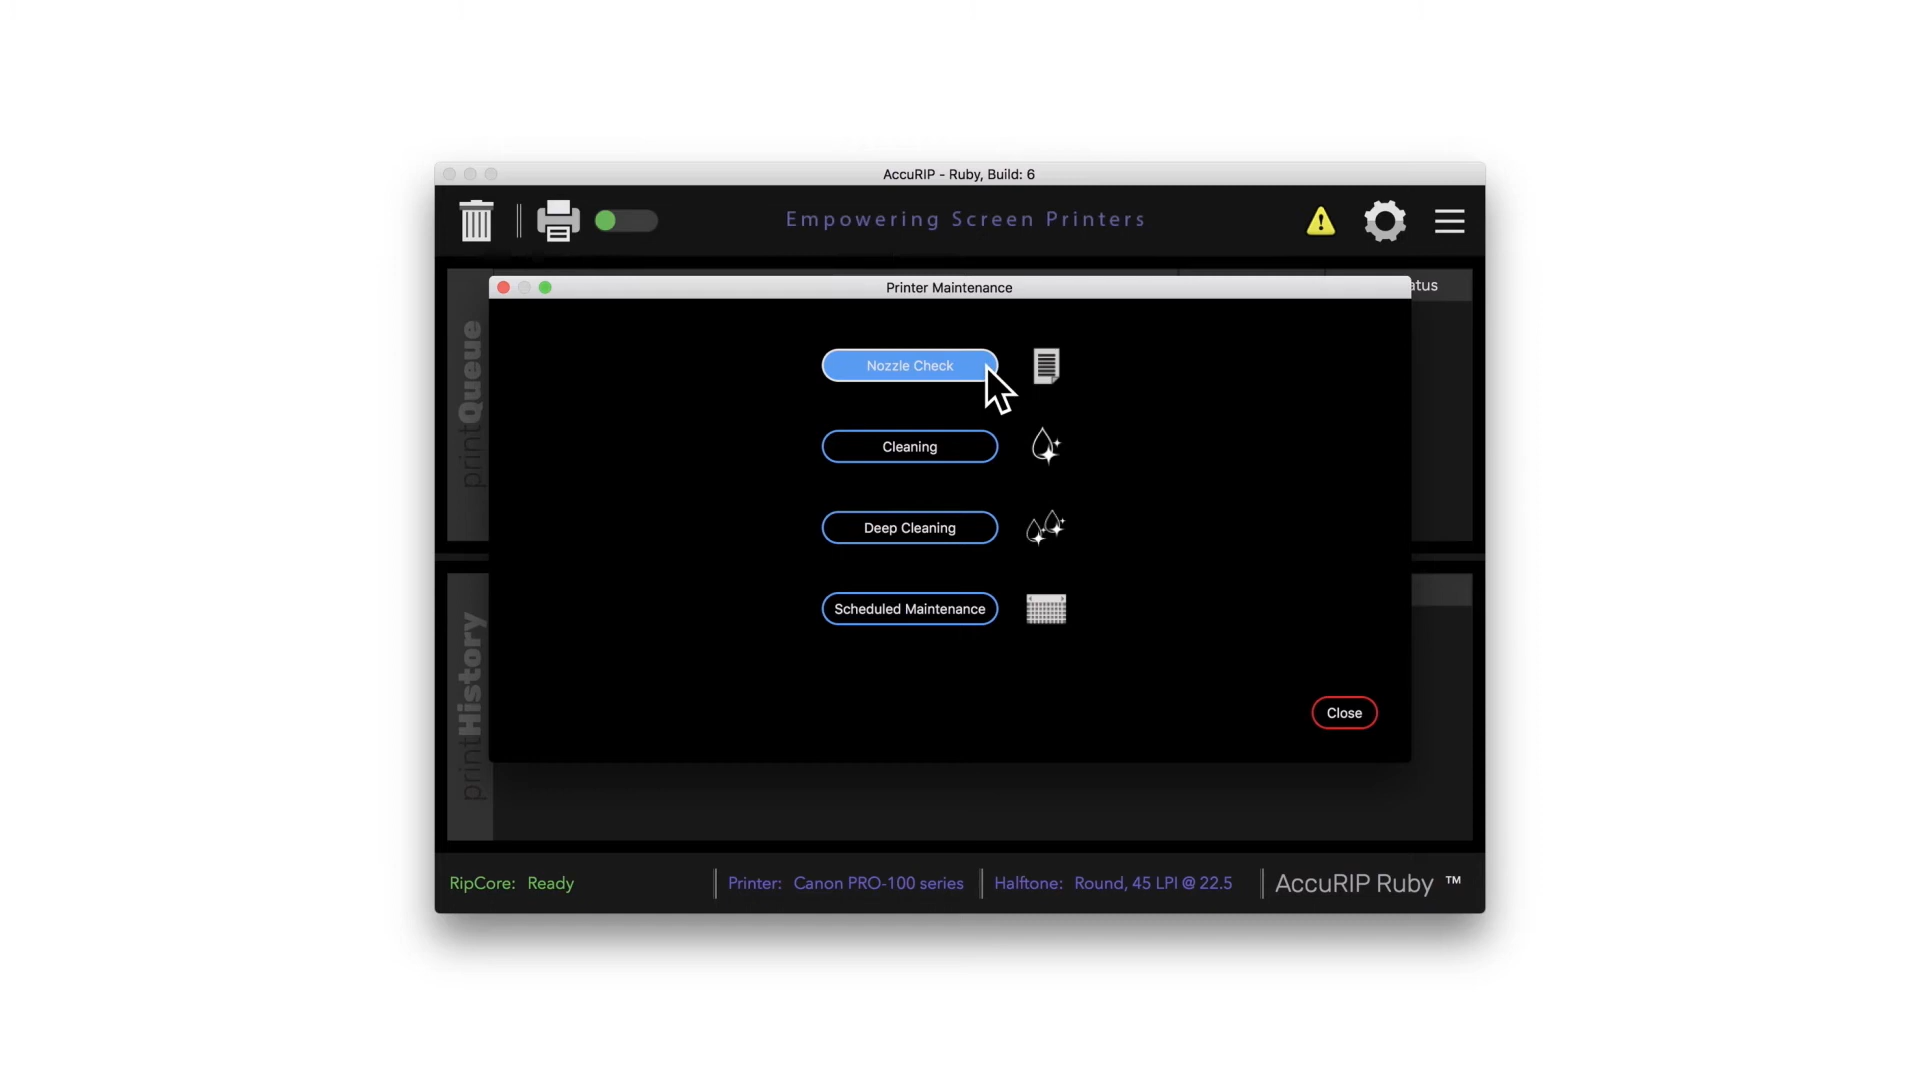 AccuRIP - Ruby, Build: 6
Empowering Screen Printers
Printer Maintenance
atus
printQueue
Nozzle Check
Cleaning
Deep Cleaning
Scheduled Maintenance
printHistory
Close
RipCore: Ready
Printer: Canon PRO-100 series
Halftone: Round, 45 LPI @ 22.5
AccuRIP Ruby ™